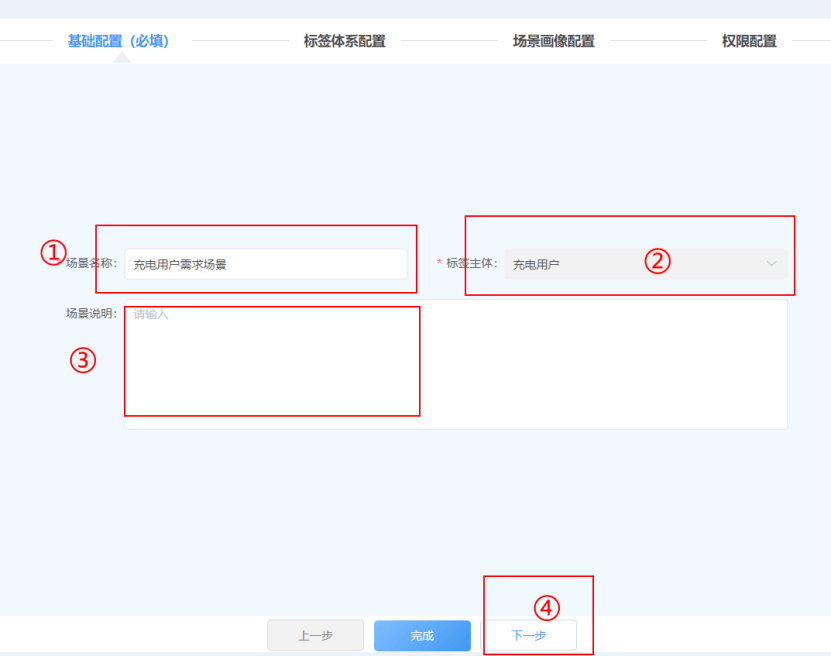 基础配置（必填） 标签体系配置 场景画像配置 权限配置
① 场景名称： 充电用户需求场景 * 标签主体： 充电用户 ②
场景说明： 请输入
③
④
上一步 完成 下一步